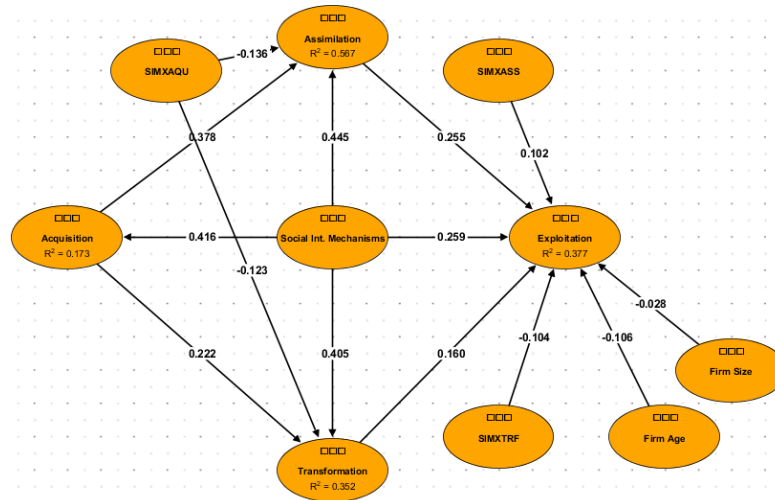 □□□
Assimilation
R² = 0.567
□□□
SIMXAQU
-0.136
□□□
SIMXASS
0.378
0.445
0.255
0.102
□□□
Acquisition
R² = 0.173
0.416
□□□
Social Int. Mechanisms
0.259
□□□
Exploitation
R² = 0.377
-0.123
-0.028
0.222
0.405
0.160
-0.104
-0.106
□□□
Firm Size
□□□
Transformation
R² = 0.352
□□□
SIMXTRF
□□□
Firm Age